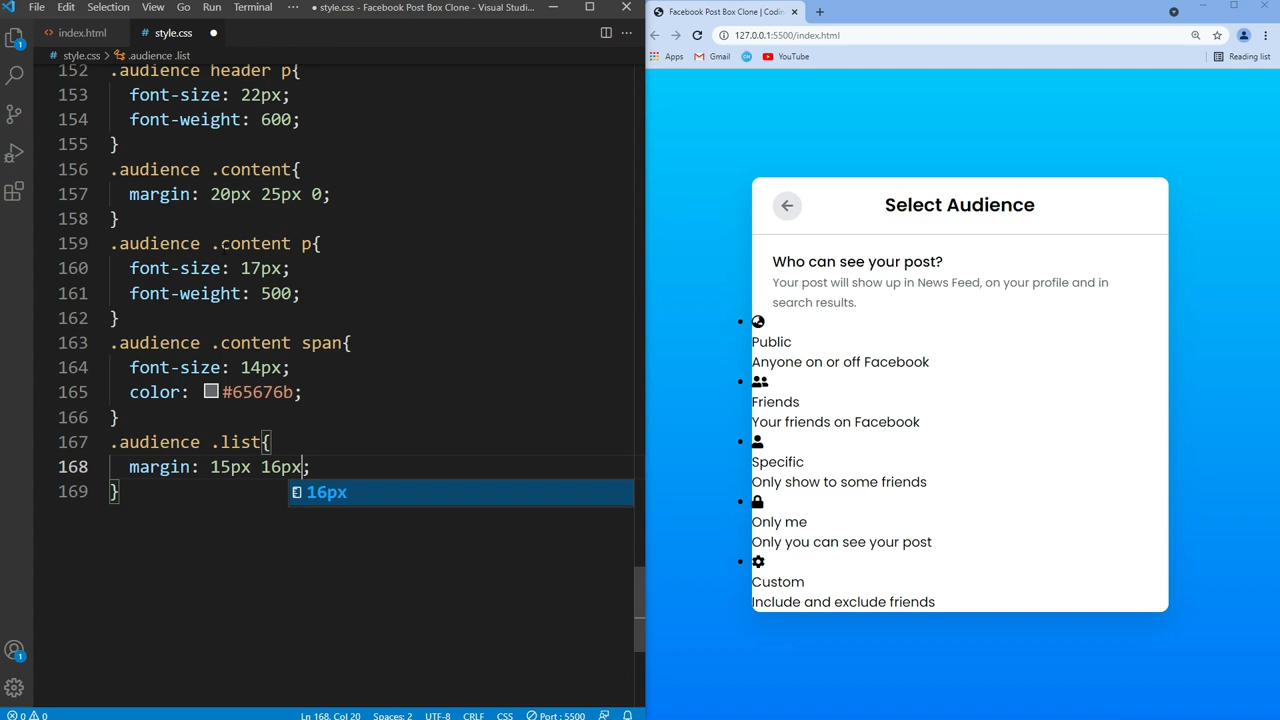 File Edit Selection View Go Run Terminal ··· ● style.css - Facebook Post Box Clone - Visual Studi...
index.html
style.css ●
# style.css > .audience .list
152 .audience header p{
153 font-size: 22px;
154 font-weight: 600;
155 }
156 .audience .content{
157 margin: 20px 25px 0;
158 }
159 .audience .content p{
160 font-size: 17px;
161 font-weight: 500;
162 }
163 .audience .content span{
164 font-size: 14px;
165 color: #65676b;
166 }
167 .audience .list{
168 margin: 15px 16px;
169 }
16px
1
1
0 0 Ln 168, Col 20 Spaces: 2 UTF-8 CRLF CSS Port : 5500
Facebook Post Box Clone | Codin
127.0.0.1:5500/index.html
Apps Gmail YouTube Reading list
Select Audience
Who can see your post?
Your post will show up in News Feed, on your profile and in
search results.
Public
Anyone on or off Facebook
Friends
Your friends on Facebook
Specific
Only show to some friends
Only me
Only you can see your post
Custom
Include and exclude friends